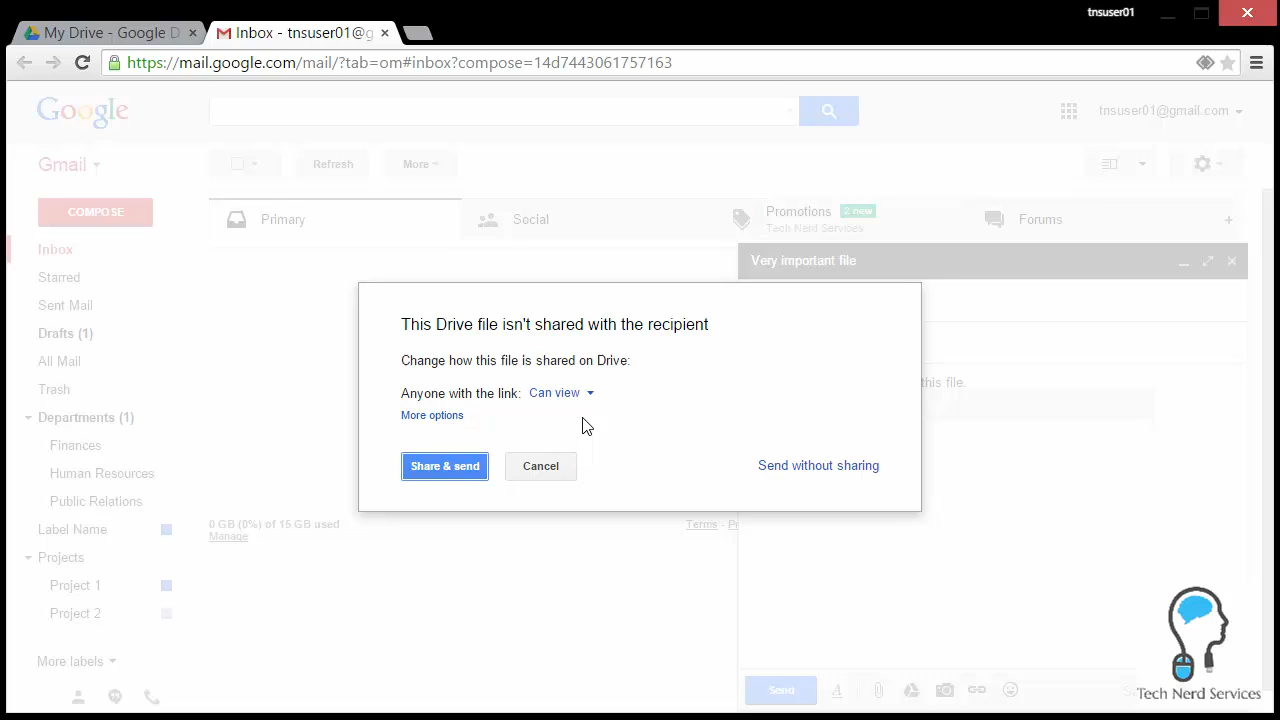 tnsuser01
My Drive - Google D
Inbox - tnsuser01@g
https://mail.google.com/mail/?tab=om#inbox?compose=14d7443061757163
Google
tnsuser01@gmail.com
Gmail
Refresh
More
COMPOSE
Primary
Social
Promotions
2 new
Tech Nerd Services
Forums
+
Inbox
Starred
Sent Mail
Drafts (1)
All Mail
Trash
Departments (1)
Finances
Human Resources
Public Relations
Label Name
Projects
Project 1
Project 2
More labels
Very important file
this file.
This Drive file isn't shared with the recipient
Change how this file is shared on Drive:
Anyone with the link: Can view
More options
Share & send
Cancel
Send without sharing
0 GB (0%) of 15 GB used
Manage
Terms - P
Send
Tech Nerd Services